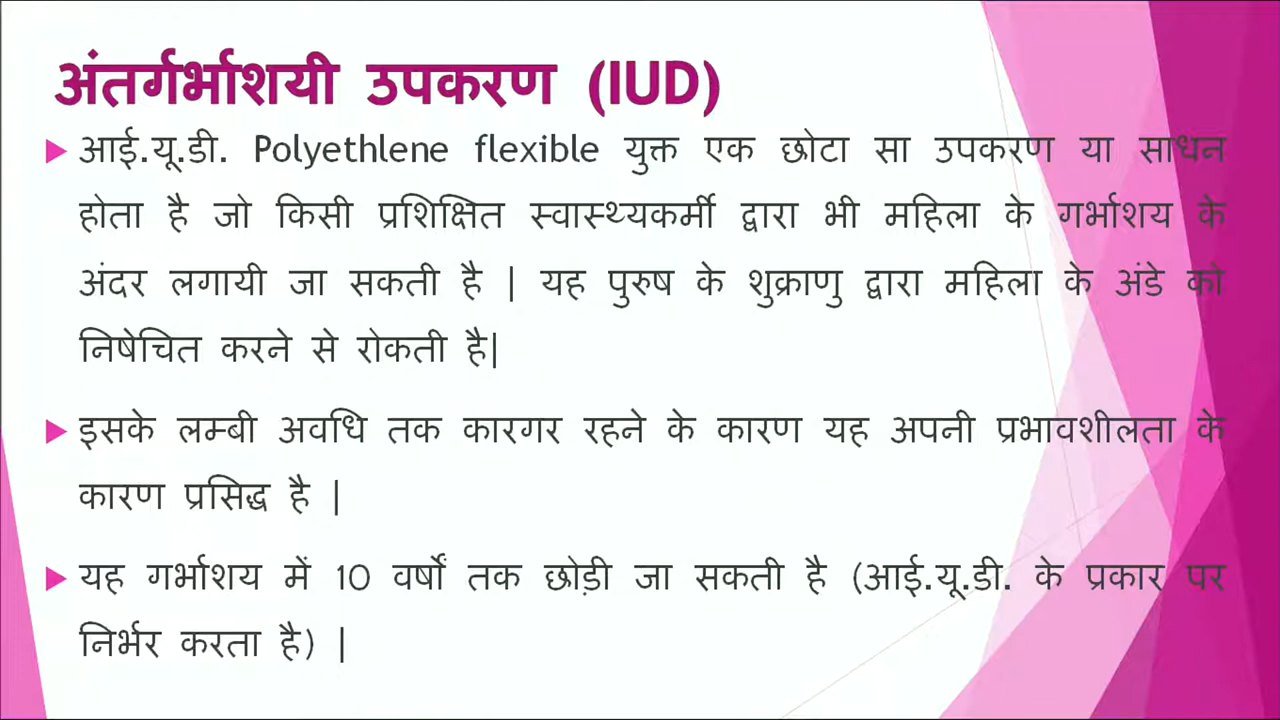 अंतर्गर्भाशयी उपकरण (IUD)
आई.यू.डी. Polyethlene flexible युक्त एक छोटा सा उपकरण या साधन
होता है जो किसी प्रशिक्षित स्वास्थ्यकर्मी द्वारा भी महिला के गर्भाशय के
अंदर लगायी जा सकती है | यह पुरुष के शुक्राणु द्वारा महिला के अंडे को
निषेचित करने से रोकती है|
इसके लम्बी अवधि तक कारगर रहने के कारण यह अपनी प्रभावशीलता के
कारण प्रसिद्ध है |
यह गर्भाशय में 10 वर्षों तक छोड़ी जा सकती है (आई.यू.डी. के प्रकार पर
निर्भर करता है) |